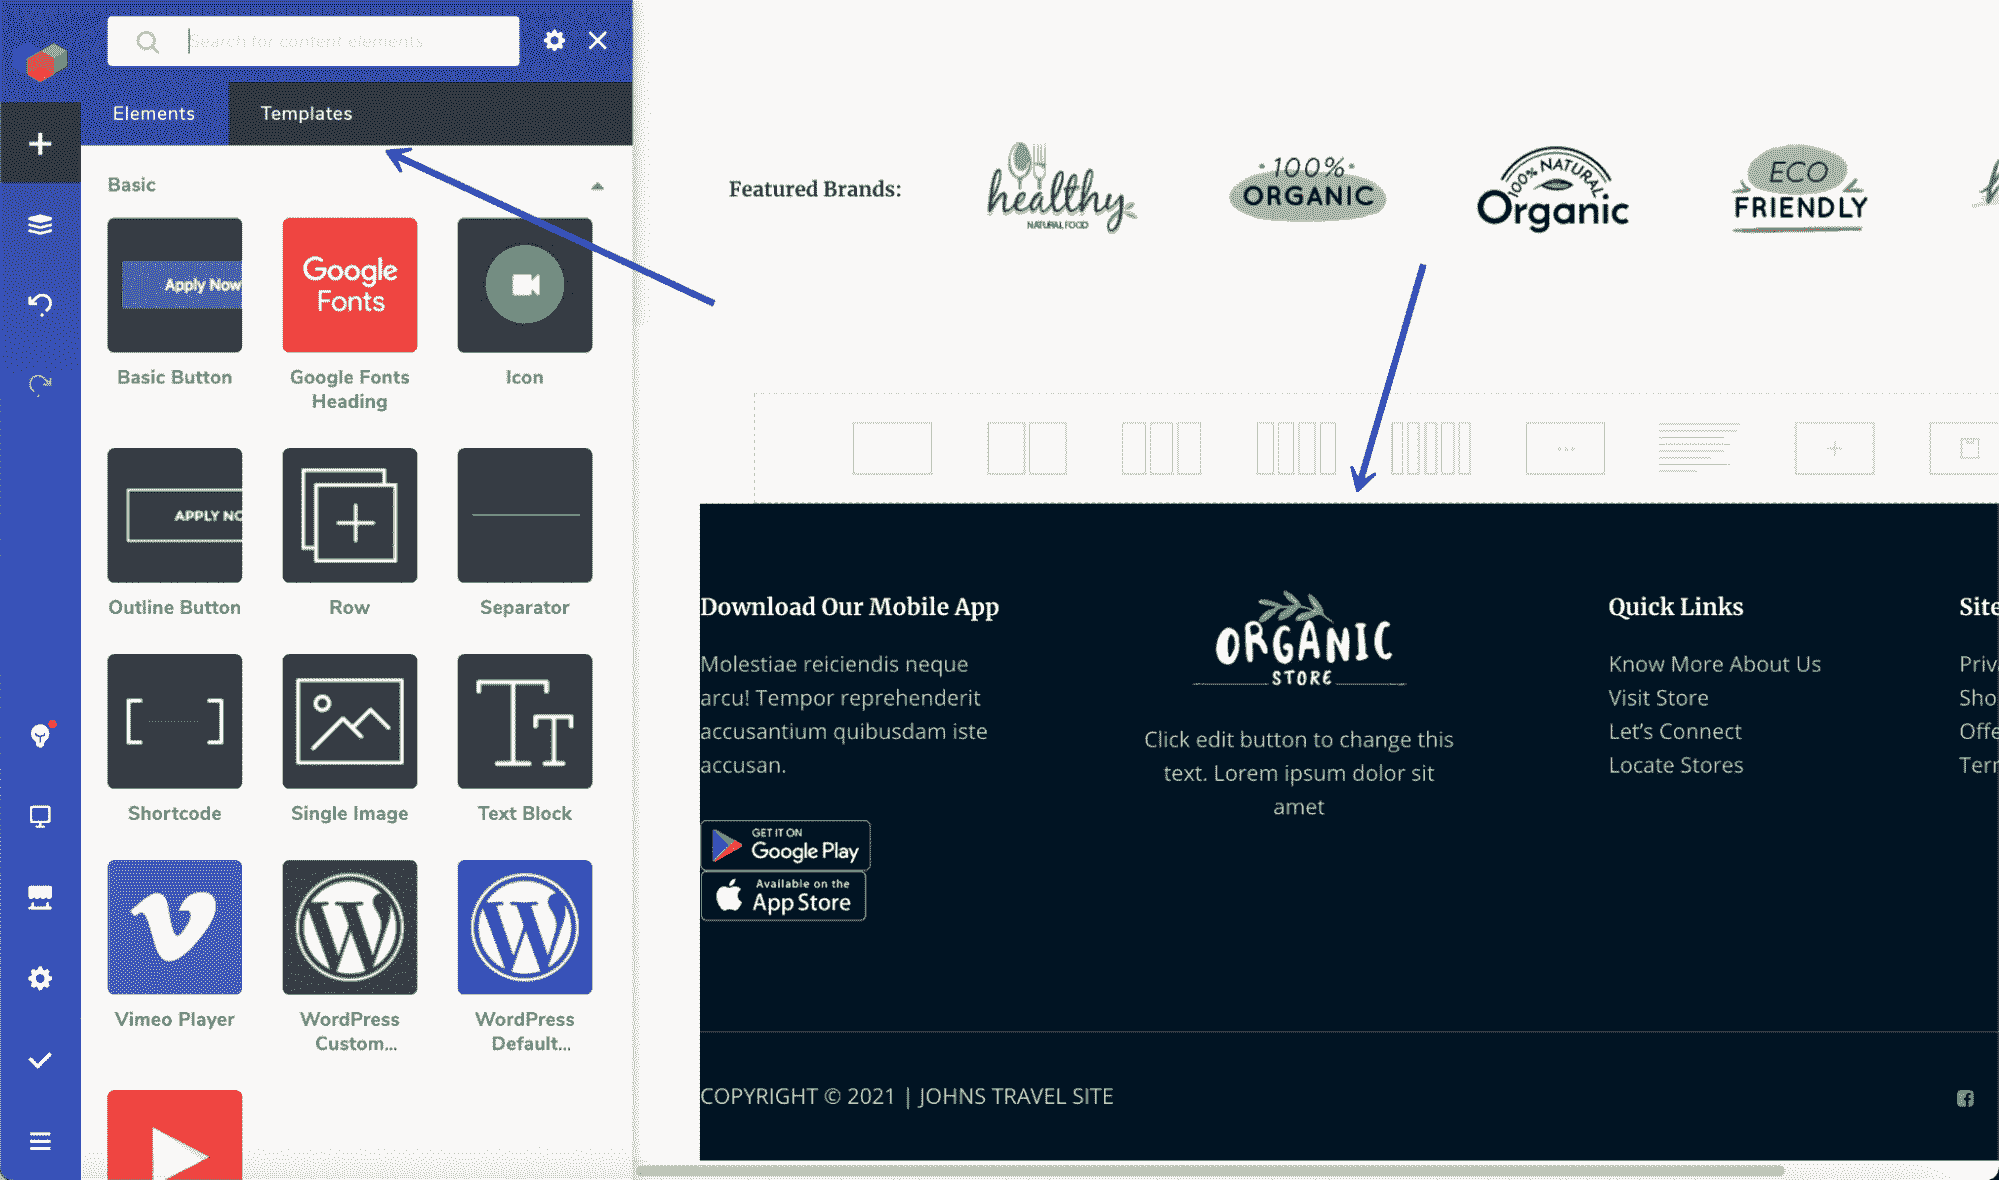 Search for content elements
Elements
Templates
Basic
Apply Now
Google
Fonts
Basic Button
Google Fonts
Heading
Icon
APPLY NO
Outline Button
Row
Separator
Shortcode
Single Image
Text Block
Vimeo Player
WordPress
Custom...
WordPress
Default...
Featured Brands:
healthy
NATURAL FOOD
100%
ORGANIC
100% NATURAL
Organic
ECO
FRIENDLY
Download Our Mobile App
Molestiae reiciendis neque
arcu! Tempor reprehenderit
accusantium quibusdam iste
accusan.
GET IT ON
Google Play
Available on the
App Store
ORGANIC
STORE
Click edit button to change this
text. Lorem ipsum dolor sit
amet
Quick Links
Know More About Us
Visit Store
Let’s Connect
Locate Stores
Site
Priv
Sho
Offe
Terr
COPYRIGHT © 2021 | JOHNS TRAVEL SITE